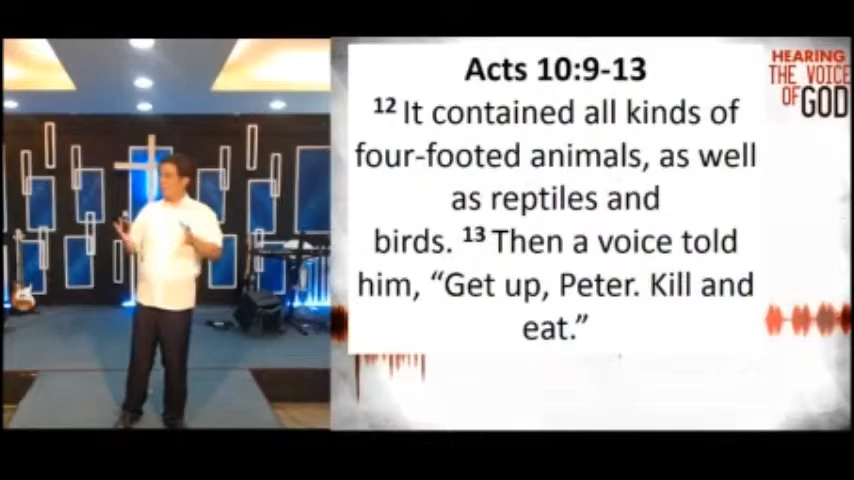 Acts 10:9-13
12 It contained all kinds of
four-footed animals, as well
as reptiles and
birds. 13 Then a voice told
him, “Get up, Peter. Kill and
eat.”
HEARING
THE VOICE
OF GOD